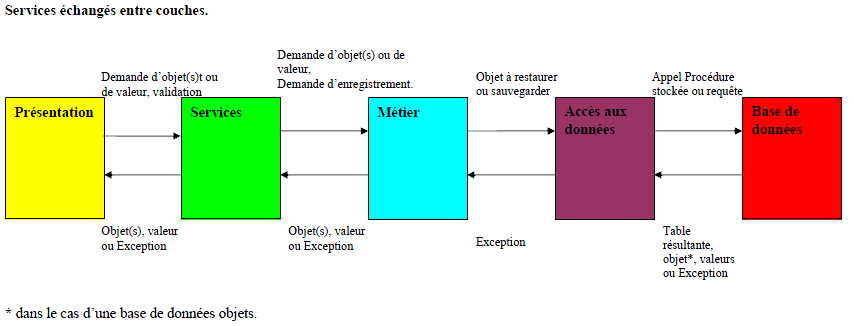 Services échangés entre couches.
Demande d’objet(s)t ou
de valeur, validation
Demande d’objet(s) ou de
valeur,
Demande d’enregistrement.
Objet à restaurer
ou sauvegarder
Appel Procédure
stockée ou requête
Présentation
Services
Métier
Accès aux
données
Base de
données
Objet(s), valeur
ou Exception
Objet(s), valeur
ou Exception
Exception
Table
résultante,
objet*, valeurs
ou Exception
* dans le cas d’une base de données objets.